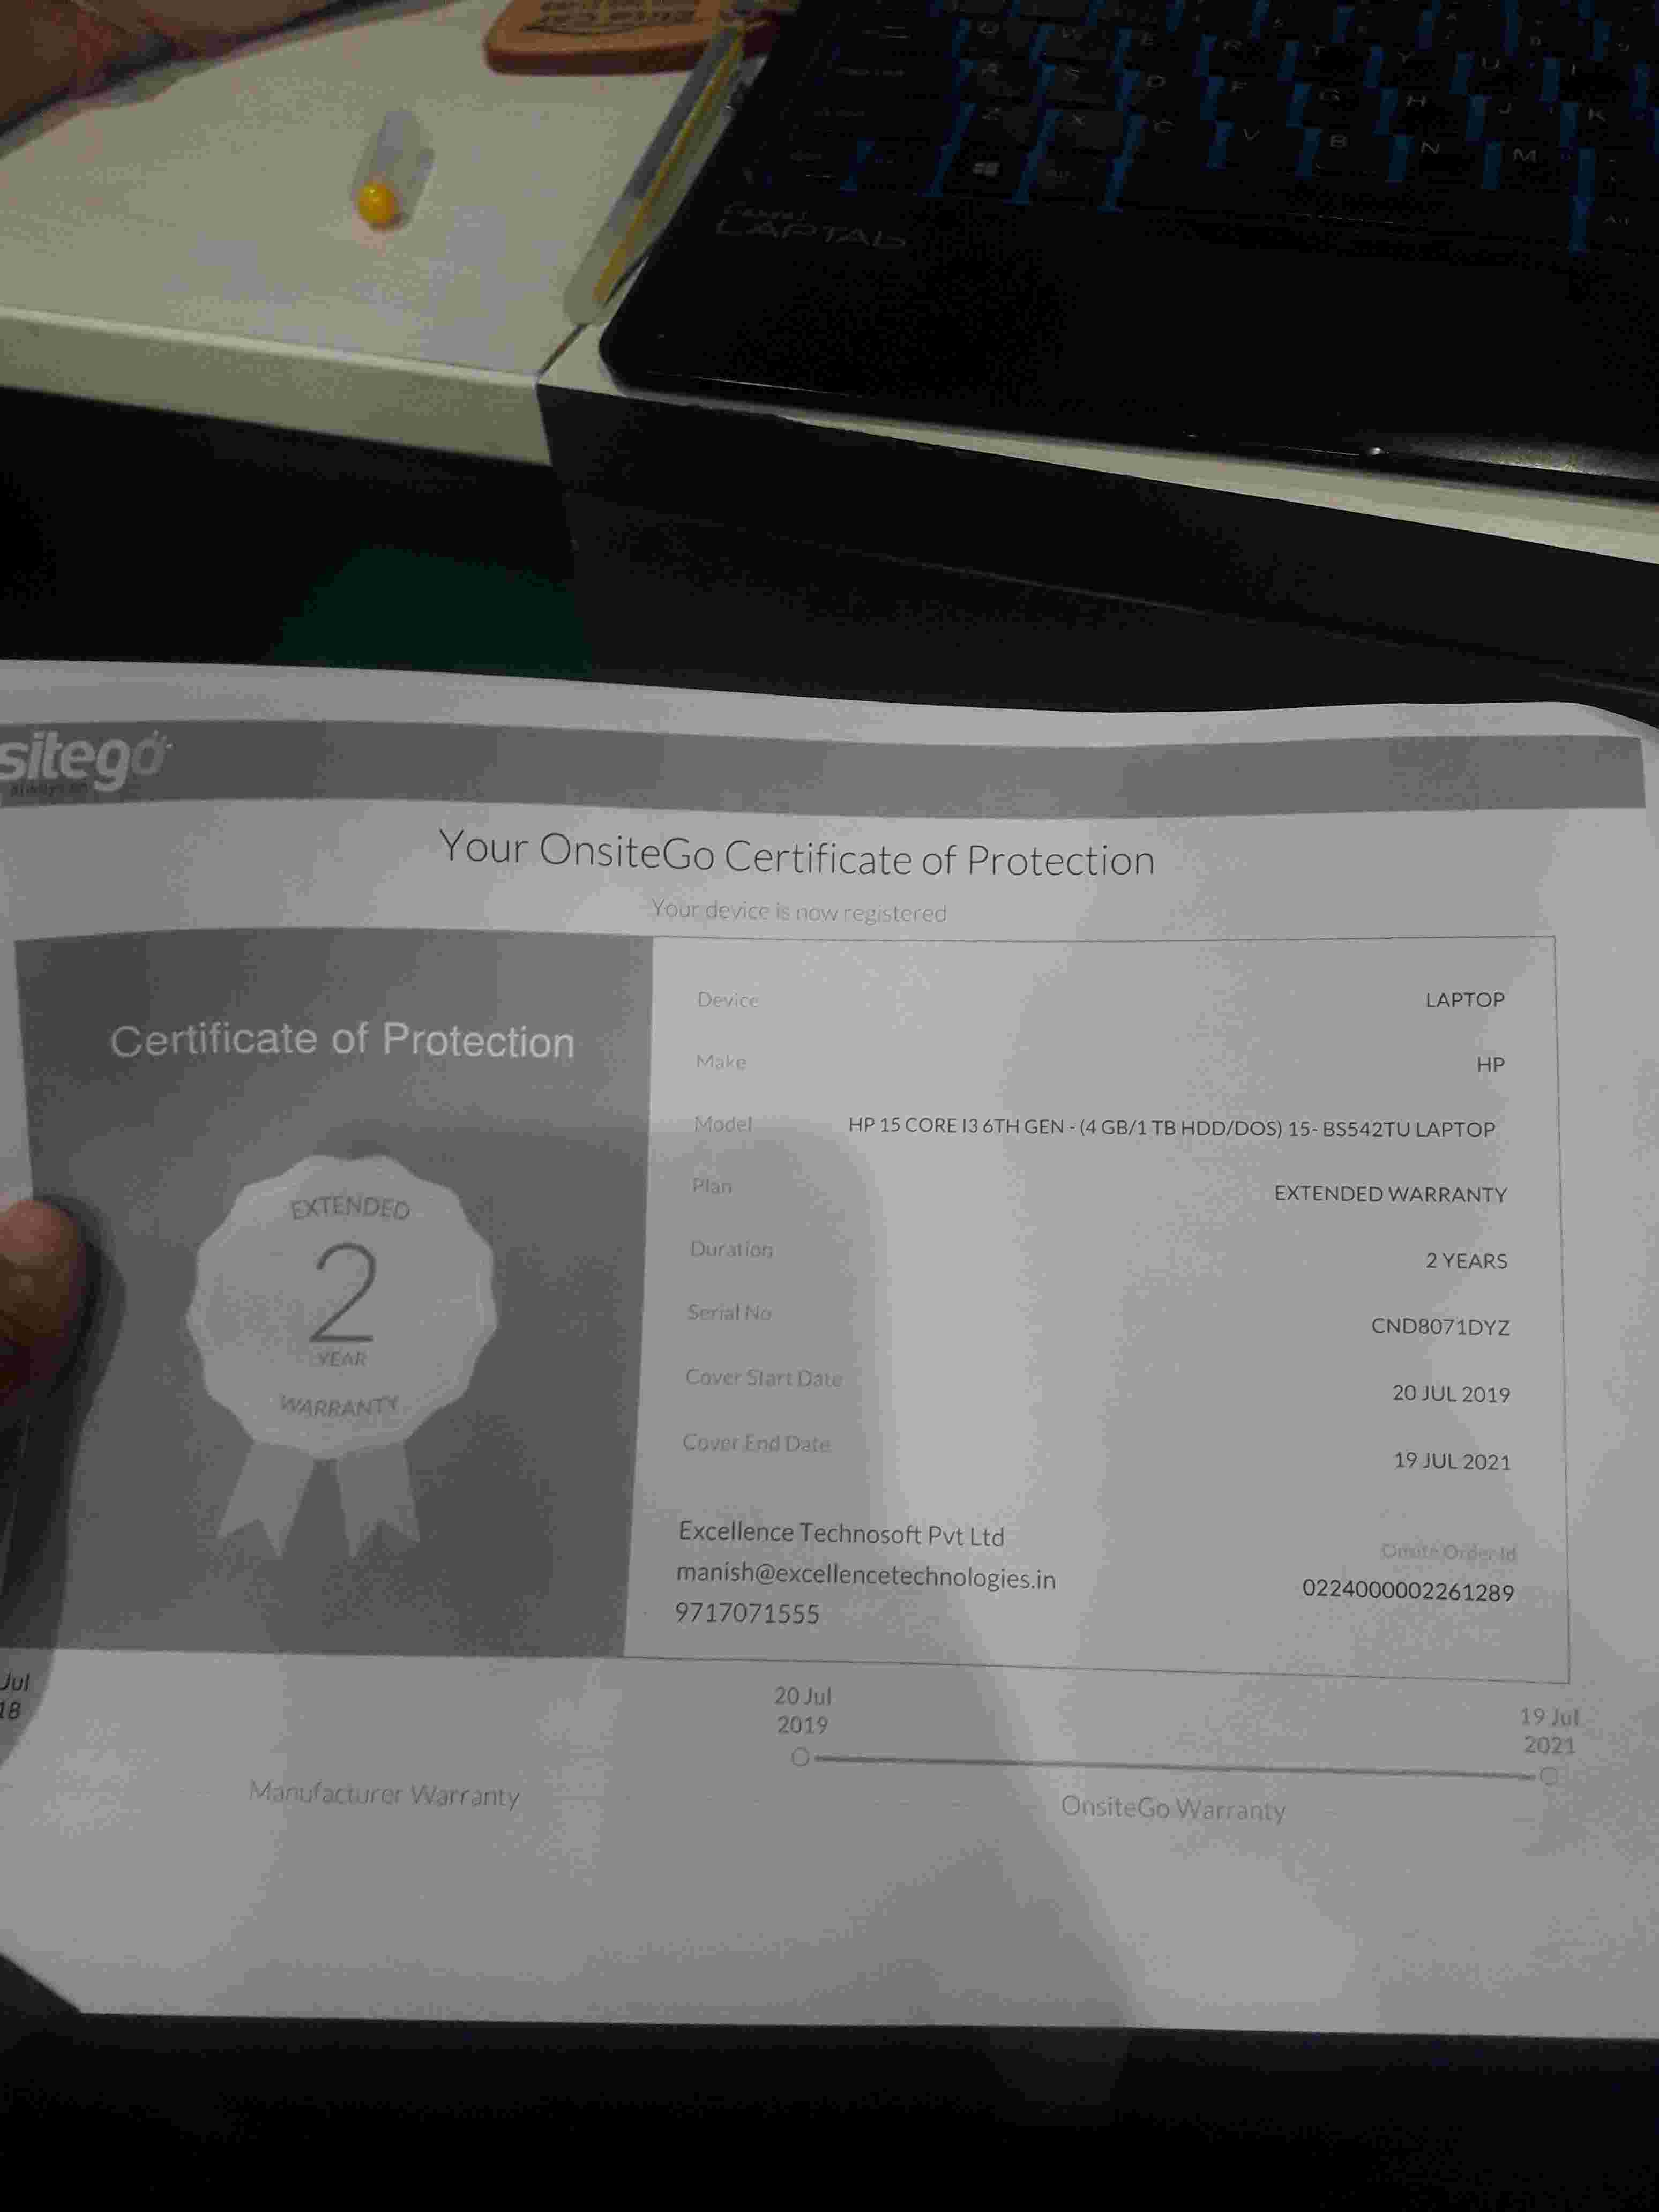 Q W E R T Y U I
A S D F G H J K
Z X C V B N M
Alt
LAPTAB
sitego
Your OnsiteGo Certificate of Protection
Your device is now registered
Certificate of Protection
EXTENDED
2
YEAR
WARRANTY
Device LAPTOP
Make HP
Model HP 15 CORE I3 6TH GEN - (4 GB/1 TB HDD/DOS) 15- BS542TU LAPTOP
Plan EXTENDED WARRANTY
Duration 2 YEARS
Serial No CND8071DYZ
Cover Start Date 20 JUL 2019
Cover End Date 19 JUL 2021
Excellence Technosoft Pvt Ltd
manish@excellencetechnologies.in
9717071555
Onsite Order Id
0224000002261289
Jul
18
20 Jul
2019
19 Jul
2021
Manufacturer Warranty
OnsiteGo Warranty